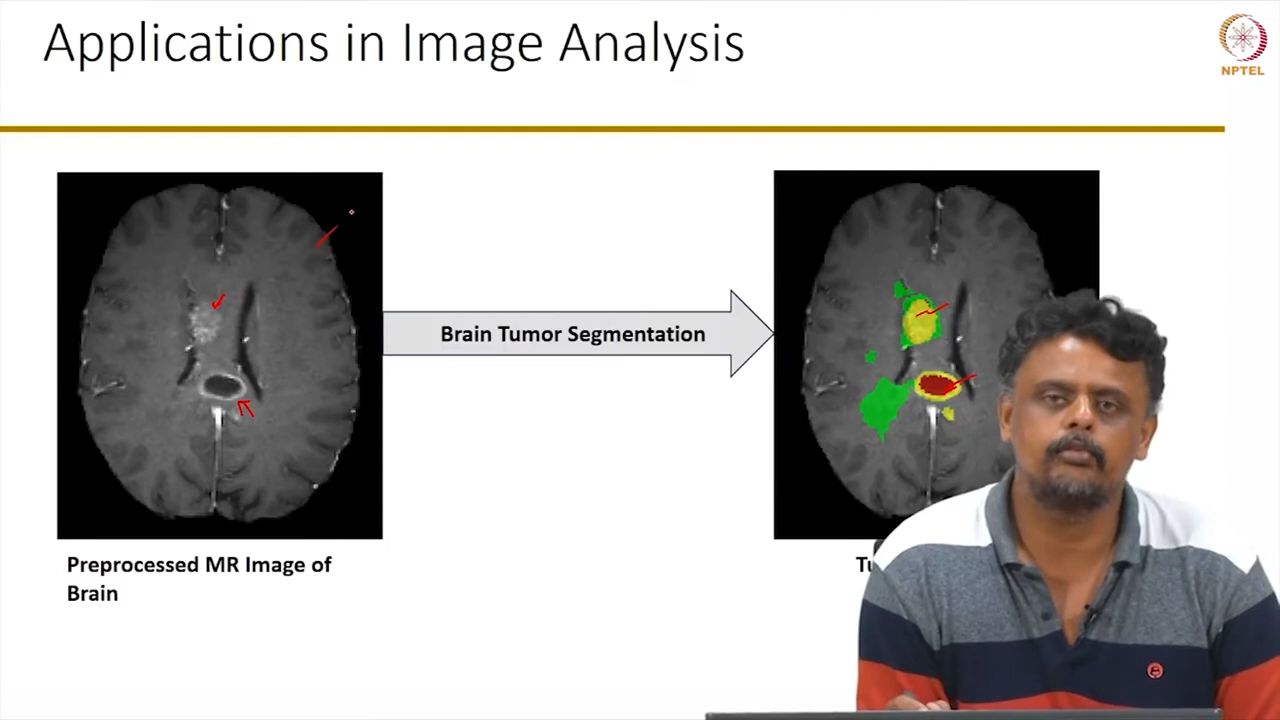 Applications in Image Analysis
NPTEL
Brain Tumor Segmentation
Preprocessed MR Image of
Brain